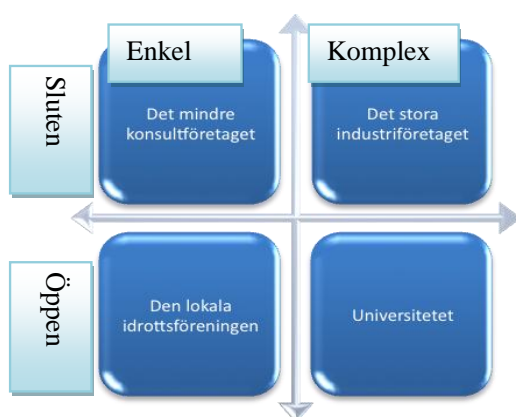 Enkel
Komplex
Sluten
Det mindre
konsultföretaget
Det stora
industriföretaget
Öppen
Den lokala
idrottsföreningen
Universitetet